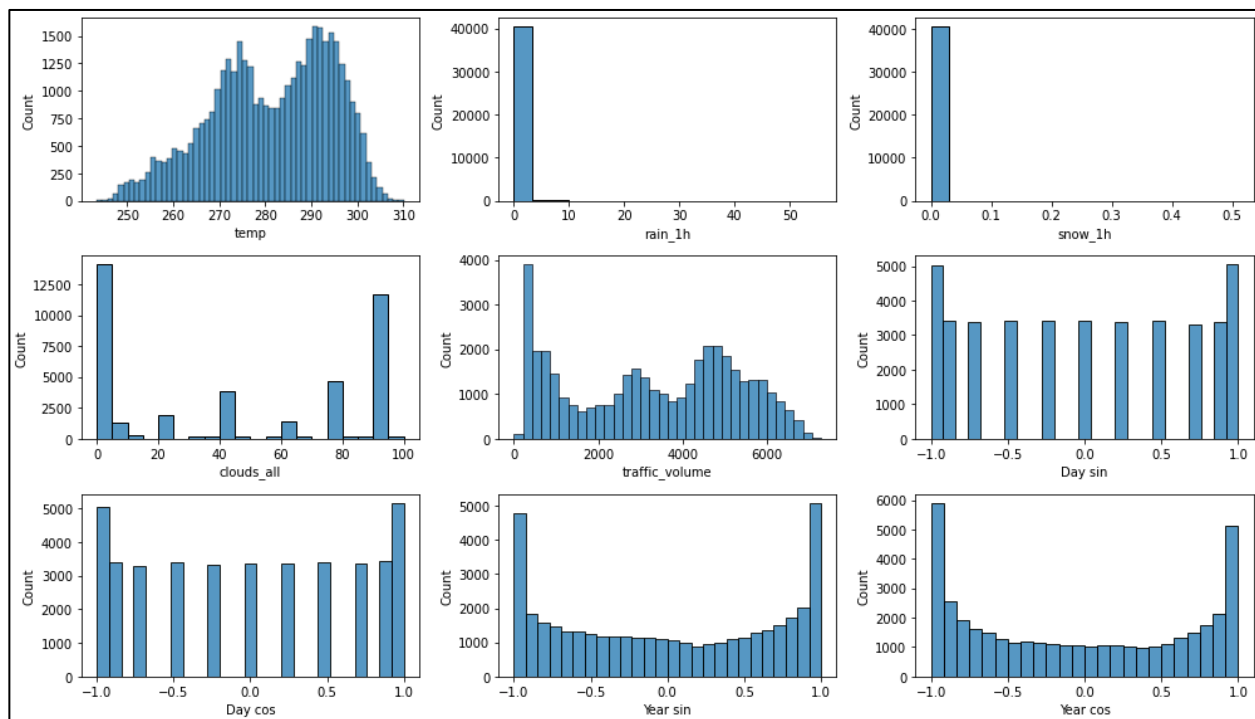 Count
1500
1250
1000
750
500
250
0
250 260 270 280 290 300 310
temp
Count
40000
30000
20000
10000
0
0 10 20 30 40 50
rain_1h
Count
40000
30000
20000
10000
0
0.0 0.1 0.2 0.3 0.4 0.5
snow_1h
Count
12500
10000
7500
5000
2500
0
0 20 40 60 80 100
clouds_all
Count
4000
3000
2000
1000
0
0 2000 4000 6000
traffic_volume
Count
5000
4000
3000
2000
1000
0
−1.0 −0.5 0.0 0.5 1.0
Day sin
Count
5000
4000
3000
2000
1000
0
−1.0 −0.5 0.0 0.5 1.0
Day cos
Count
5000
4000
3000
2000
1000
0
−1.0 −0.5 0.0 0.5 1.0
Year sin
Count
6000
5000
4000
3000
2000
1000
0
−1.0 −0.5 0.0 0.5 1.0
Year cos